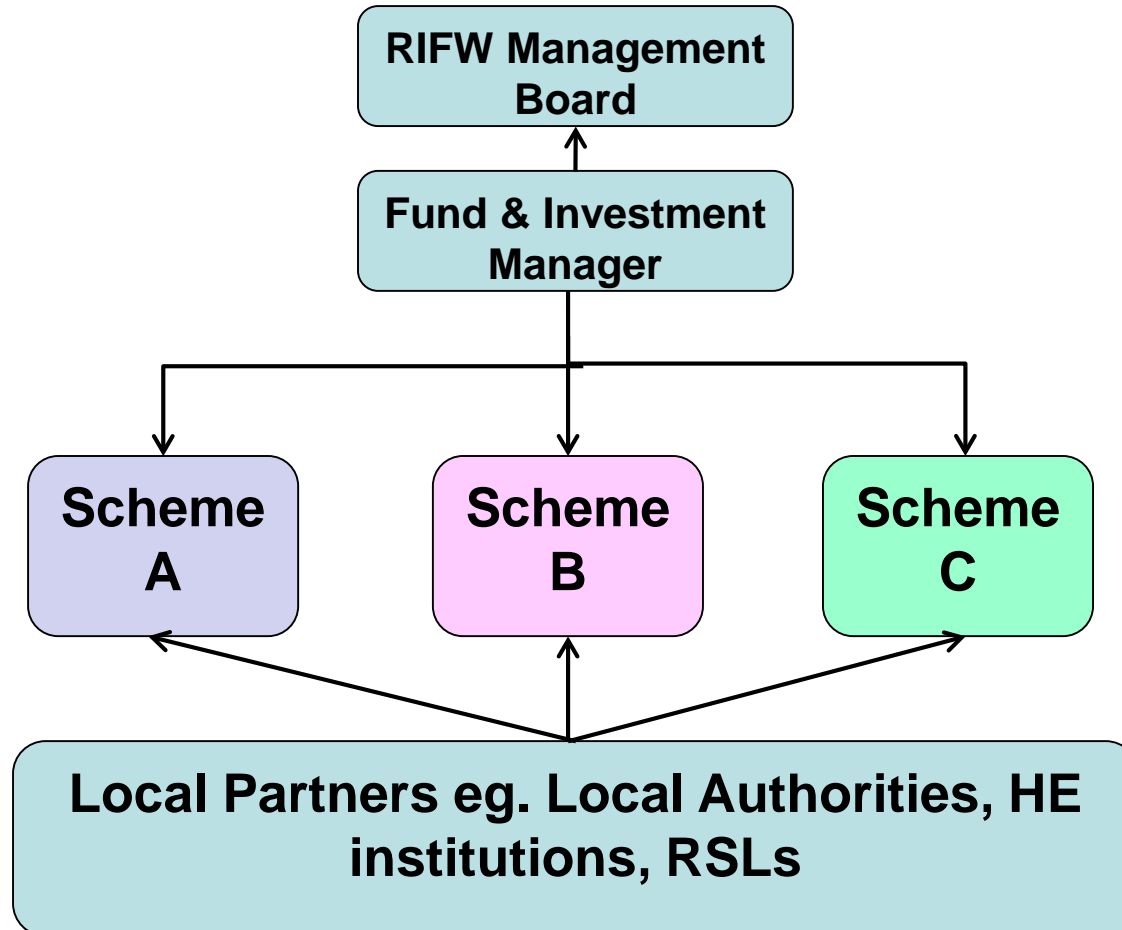 RIFW Management
Board
Fund & Investment
Manager
Scheme
A
Scheme
B
Scheme
C
Local Partners eg. Local Authorities, HE
institutions, RSLs